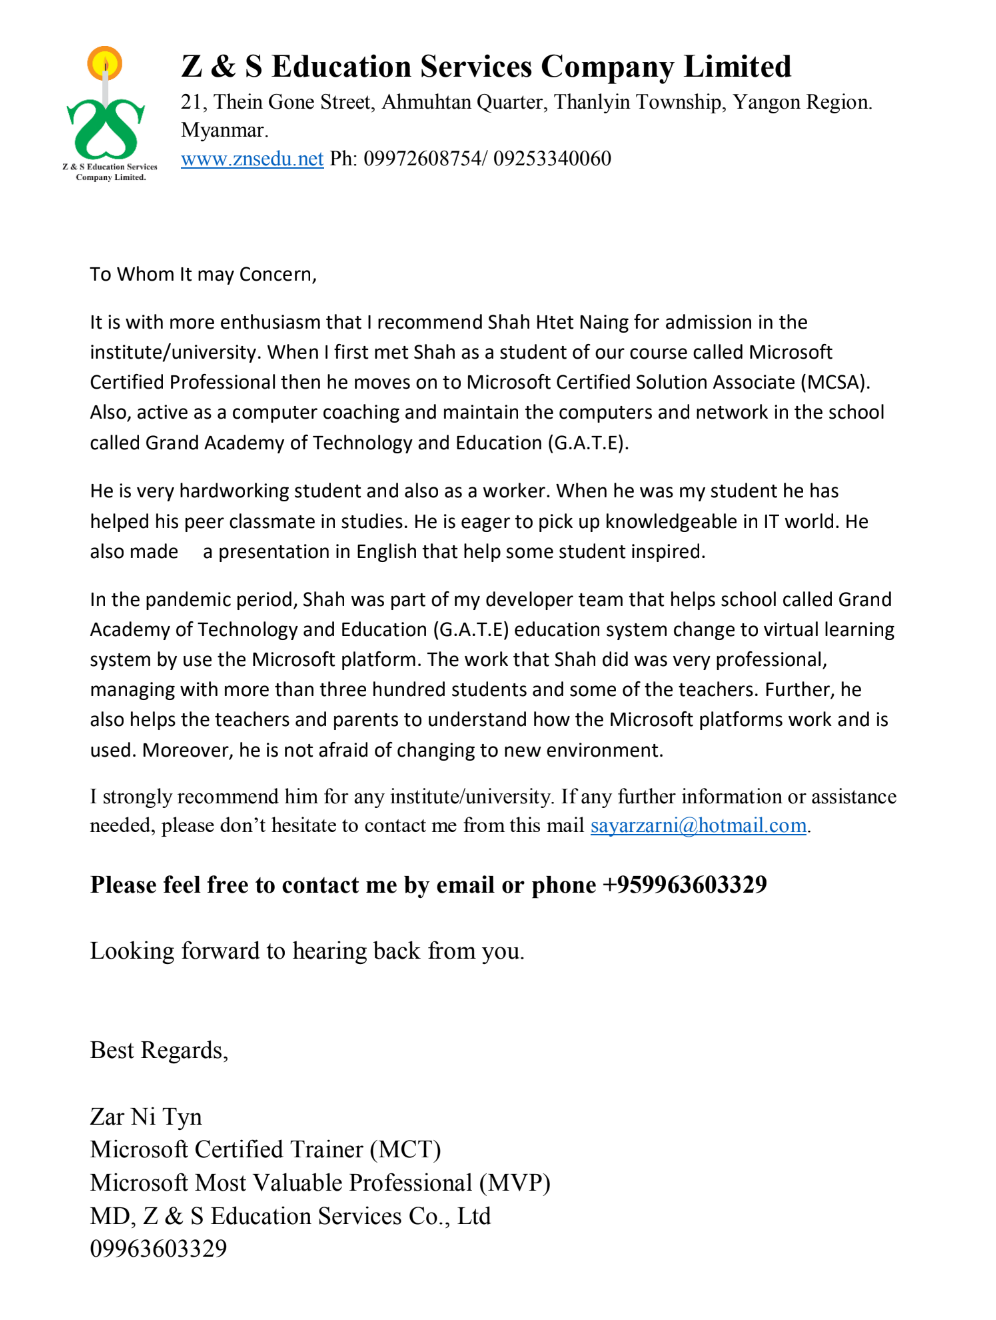 Z & S Education Services Company Limited
21, Thein Gone Street, Ahmuhtan Quarter, Thanlyin Township, Yangon Region.
Myanmar.
www.znsedu.net Ph: 09972608754/ 09253340060
Z & S Education Services
Company Limited.
To Whom It may Concern,
It is with more enthusiasm that I recommend Shah Htet Naing for admission in the
institute/university. When I first met Shah as a student of our course called Microsoft
Certified Professional then he moves on to Microsoft Certified Solution Associate (MCSA).
Also, active as a computer coaching and maintain the computers and network in the school
called Grand Academy of Technology and Education (G.A.T.E).
He is very hardworking student and also as a worker. When he was my student he has
helped his peer classmate in studies. He is eager to pick up knowledgeable in IT world. He
also made a presentation in English that help some student inspired.
In the pandemic period, Shah was part of my developer team that helps school called Grand
Academy of Technology and Education (G.A.T.E) education system change to virtual learning
system by use the Microsoft platform. The work that Shah did was very professional,
managing with more than three hundred students and some of the teachers. Further, he
also helps the teachers and parents to understand how the Microsoft platforms work and is
used. Moreover, he is not afraid of changing to new environment.
I strongly recommend him for any institute/university. If any further information or assistance
needed, please don’t hesitate to contact me from this mail sayarzarni@hotmail.com.
Please feel free to contact me by email or phone +959963603329
Looking forward to hearing back from you.
Best Regards,
Zar Ni Tyn
Microsoft Certified Trainer (MCT)
Microsoft Most Valuable Professional (MVP)
MD, Z & S Education Services Co., Ltd
09963603329